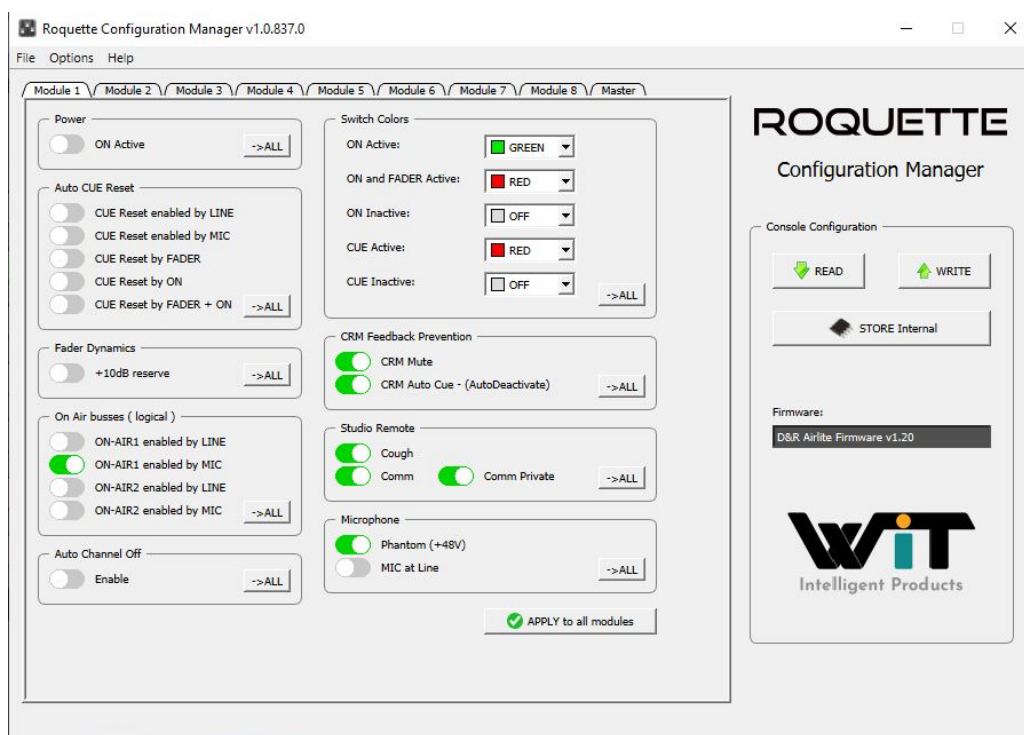 Roquette Configuration Manager v1.0.837.0
File Options Help
Module 1 Module 2 Module 3 Module 4 Module 5 Module 6 Module 7 Module 8 Master
Power
ON Active ->ALL
Auto CUE Reset
CUE Reset enabled by LINE
CUE Reset enabled by MIC
CUE Reset by FADER
CUE Reset by ON
CUE Reset by FADER + ON ->ALL
Fader Dynamics
+10dB reserve ->ALL
On Air busses ( logical )
ON-AIR1 enabled by LINE
ON-AIR1 enabled by MIC
ON-AIR2 enabled by LINE
ON-AIR2 enabled by MIC ->ALL
Auto Channel Off
Enable ->ALL
Switch Colors
ON Active: GREEN
ON and FADER Active: RED
ON Inactive: OFF
CUE Active: RED
CUE Inactive: OFF
->ALL
CRM Feedback Prevention
CRM Mute
CRM Auto Cue - (AutoDeactivate) ->ALL
Studio Remote
Cough
Comm Comm Private ->ALL
Microphone
Phantom (+48V)
MIC at Line ->ALL
APPLY to all modules
ROQUETTE
Configuration Manager
Console Configuration
READ WRITE
STORE Internal
Firmware:
D&R Airlite Firmware v1.20
WiT
Intelligent Products